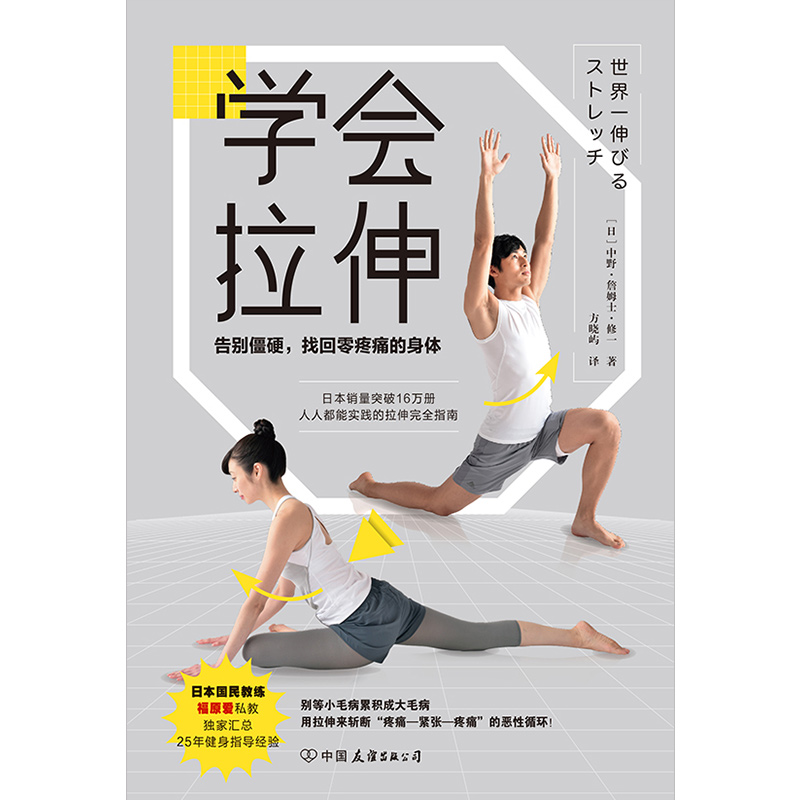 学会
拉伸
告别僵硬，找回零疼痛的身体
日本销量突破16万册
人人都能实践的拉伸完全指南
世界一伸びる
ストレッチ
［日］中野·詹姆士·修一 著
方晓屿 译
日本国民教练
福原爱私教
独家汇总
25年健身指导经验
别等小毛病累积成大毛病
用拉伸来斩断“疼痛—紧张—疼痛”的恶性循环！
中国友谊出版公司